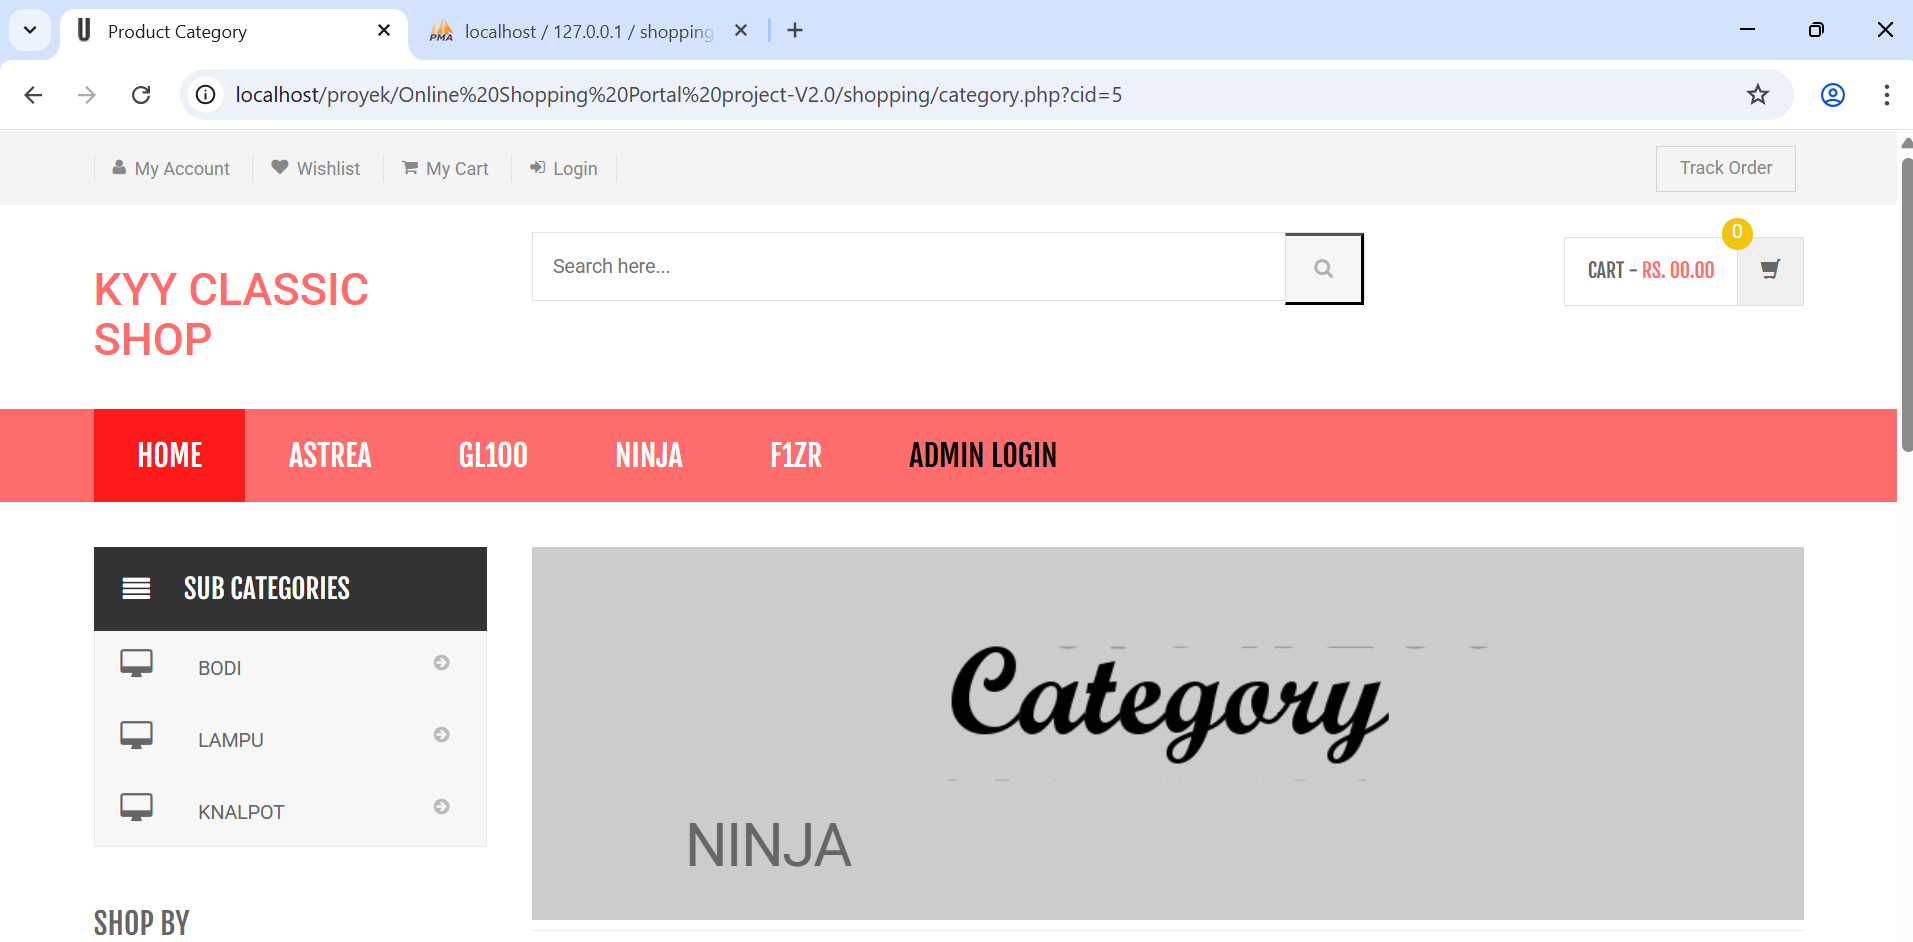 Product Category
localhost / 127.0.0.1 / shopping
localhost/proyek/Online%20Shopping%20Portal%20project-V2.0/shopping/category.php?cid=5
My Account
Wishlist
My Cart
Login
Track Order
KYY CLASSIC
SHOP
Search here...
0
CART - RS. 00.00
HOME
ASTREA
GL100
NINJA
F1ZR
ADMIN LOGIN
SUB CATEGORIES
BODI
LAMPU
KNALPOT
Category
NINJA
SHOP BY